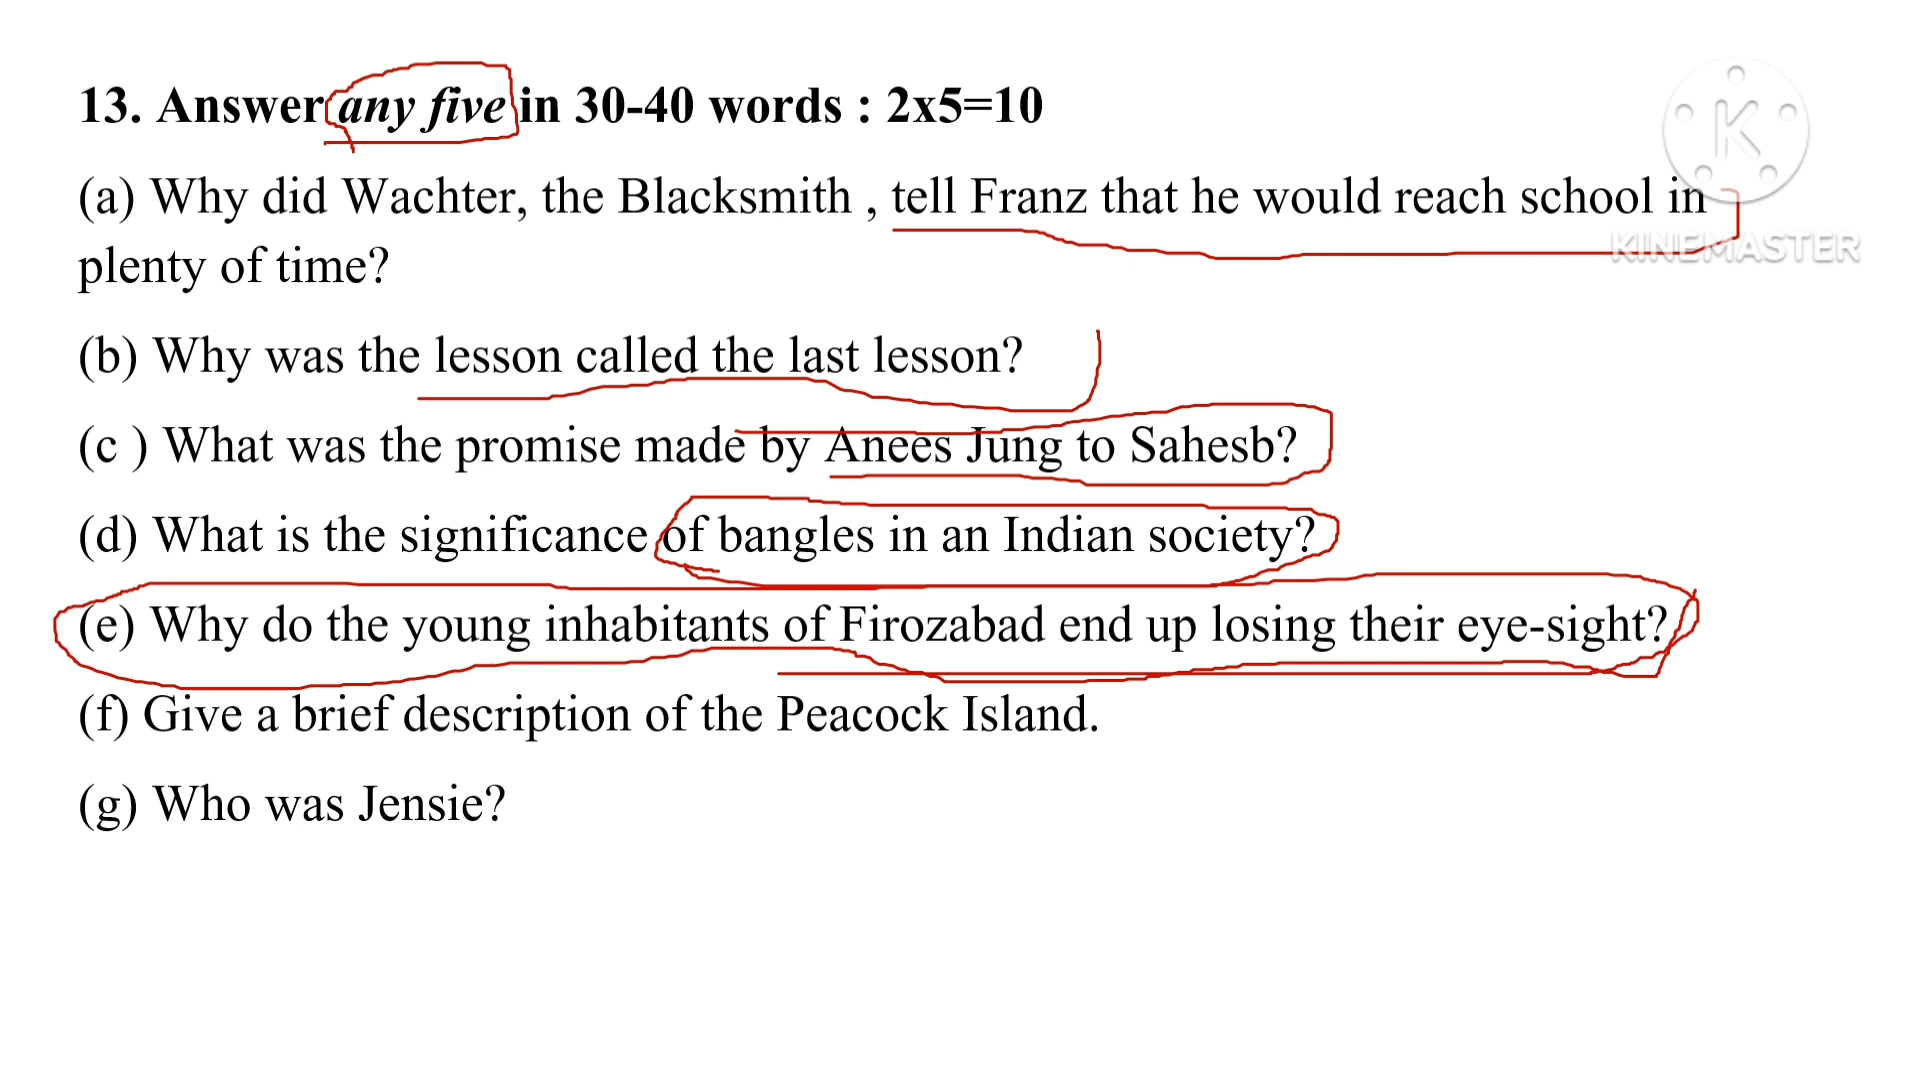 13. Answer any five in 30-40 words : 2x5=10
(a) Why did Wachter, the Blacksmith , tell Franz that he would reach school in
plenty of time?
(b) Why was the lesson called the last lesson?
(c ) What was the promise made by Anees Jung to Sahesb?
(d) What is the significance of bangles in an Indian society?
(e) Why do the young inhabitants of Firozabad end up losing their eye-sight?
(f) Give a brief description of the Peacock Island.
(g) Who was Jensie?
K
KINEMASTER